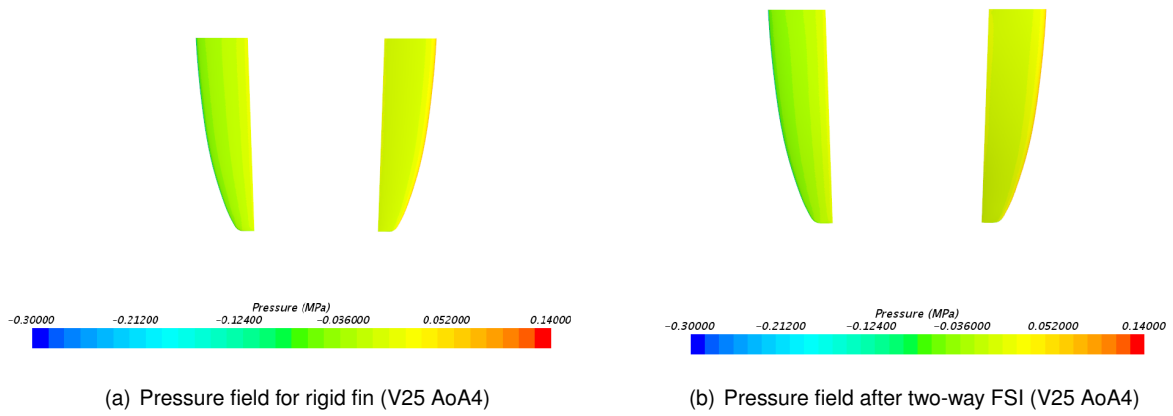 Pressure (MPa)
-0.30000 -0.21200 -0.12400 -0.036000 0.052000 0.14000
(a) Pressure field for rigid fin (V25 AoA4)
Pressure (MPa)
-0.30000 -0.21200 -0.12400 -0.036000 0.052000 0.14000
(b) Pressure field after two-way FSI (V25 AoA4)